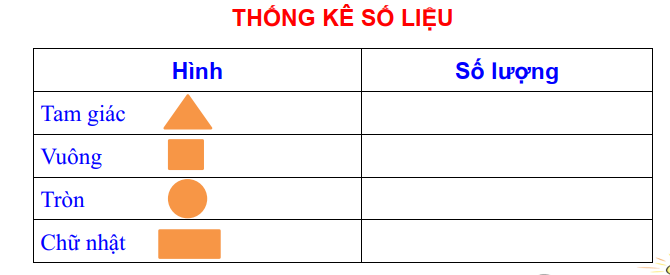 THỐNG KÊ SỐ LIỆU
Hình Số lượng
Tam giác
Vuông
Tròn
Chữ nhật